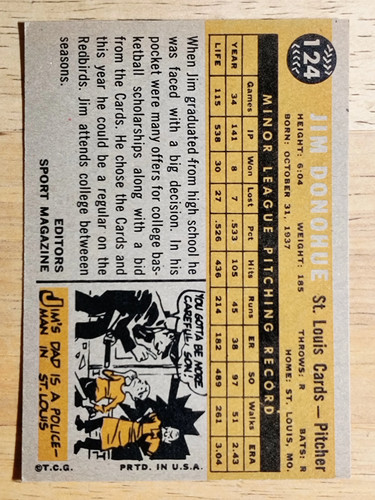 124
JIM DONOHUE St. Louis Cards — Pitcher
HEIGHT: 6:04 WEIGHT: 185 THROWS: R BATS: R
BORN: OCTOBER 31, 1937 HOME: ST. LOUIS, MO.
MINOR LEAGUE PITCHING RECORD
Games IP Won Lost Pct Hits Runs ER SO Walks ERA
YEAR 34 141 8 7 .533 105 45 38 97 51 2.43
LIFE 115 538 30 27 .526 436 214 182 489 261 3.04
When Jim graduated from high school he
was faced with a big decision. In his
pocket were many offers for college bas-
ketball scholarships along with a bid
from the Cards. He chose the Cards and
this year he could be a regular on the
Redbirds. Jim attends college betweeen
seasons.
EDITORS
SPORT MAGAZINE
YOU GOTTA BE MORE
CAREFUL, SON!
JIM'S DAD IS A POLICE-
MAN IN ST. LOUIS
©T.C.G. PRTD. IN U.S.A.